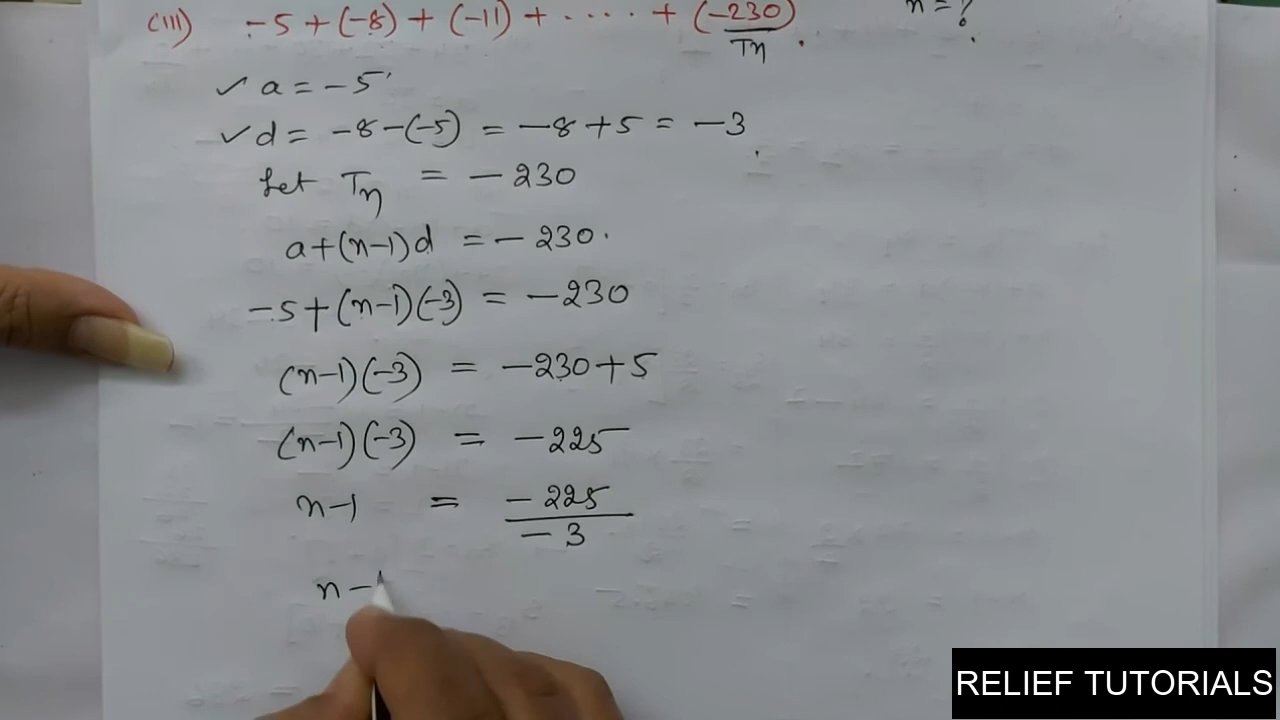 (III) -5 + (-8) + (-11) + ..... + (-230) n = ?
Tn .
✓ a = -5
✓ d = -8 - (-5) = -8 + 5 = -3
Let Tn = -230
a + (n-1)d = -230.
-5 + (n-1)(-3) = -230
(n-1)(-3) = -230 + 5
(n-1)(-3) = -225
n-1 = -225
-3
n-1
RELIEF TUTORIALS